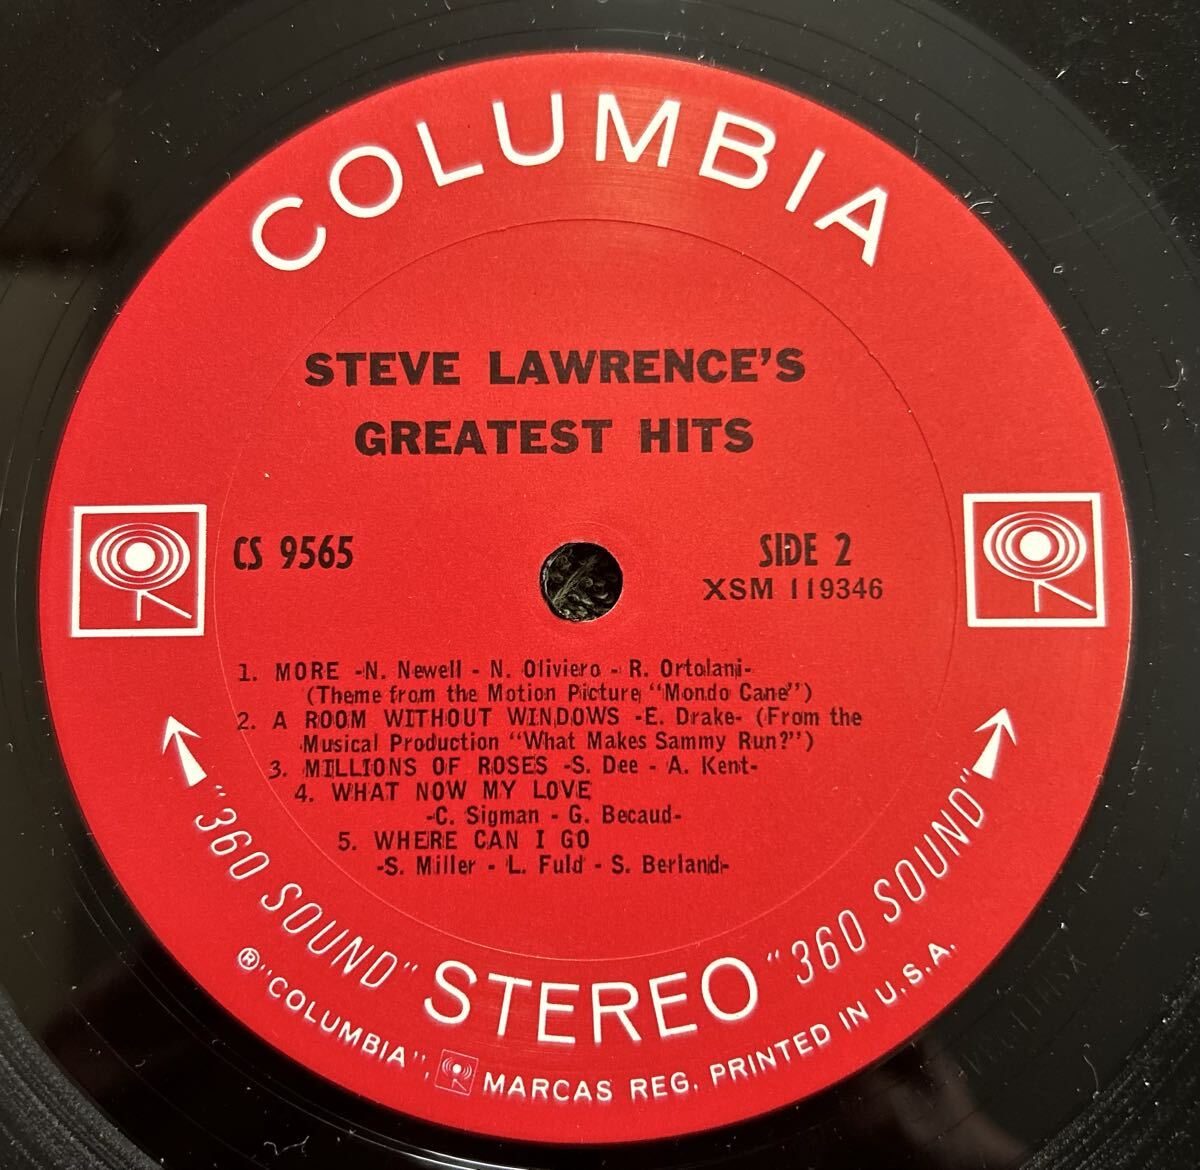 COLUMBIA
STEVE LAWRENCE'S
GREATEST HITS
CS 9565
SIDE 2
XSM 119346
1. MORE -N. Newell - N. Oliviero - R. Ortolani-
(Theme from the Motion Picture "Mondo Cane")
2. A ROOM WITHOUT WINDOWS -E. Drake- (From the
Musical Production "What Makes Sammy Run?")
3. MILLIONS OF ROSES -S. Dee - A. Kent-
4. WHAT NOW MY LOVE
-C. Sigman - G. Becaud-
5. WHERE CAN I GO
-S. Miller - L. Fuld - S. Berland-
"360 SOUND" STEREO "360 SOUND"
® "COLUMBIA", MARCAS REG. PRINTED IN U.S.A.